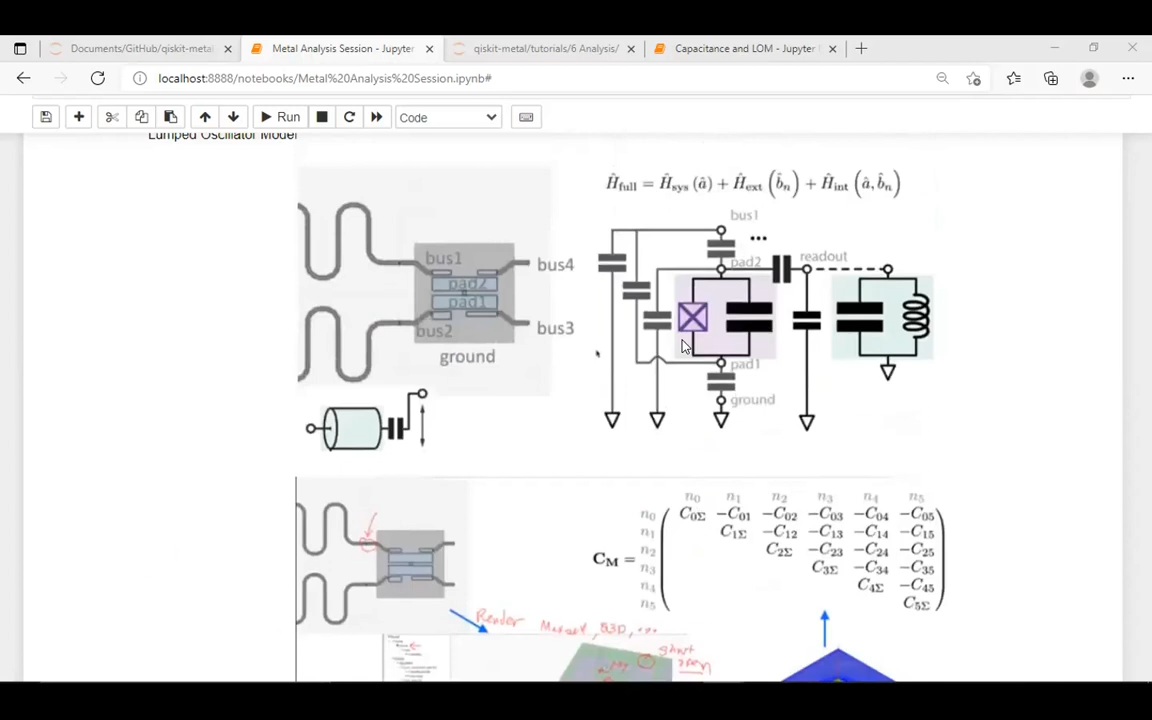 Documents/GitHub/qiskit-metal
Metal Analysis Session - Jupyter
qiskit-metal/tutorials/6 Analysis/
Capacitance and LOM - Jupyter
localhost:8888/notebooks/Metal%20Analysis%20Session.ipynb#
Run
Code
Lumped Oscillator Model
Ĥfull = Ĥsys (â) + Ĥext (b̂n) + Ĥint (â, b̂n)
bus1
...
bus1
bus4
pad2
readout
pad2
pad1
bus2
bus3
pad1
ground
ground
n0 n1 n2 n3 n4 n5
n0 C0Σ −C01 −C02 −C03 −C04 −C05
n1 C1Σ −C12 −C13 −C14 −C15
CM = n2 C2Σ −C23 −C24 −C25
n3 C3Σ −C34 −C35
n4 C4Σ −C45
n5 C5Σ
Render
Q3D, ...
short
open